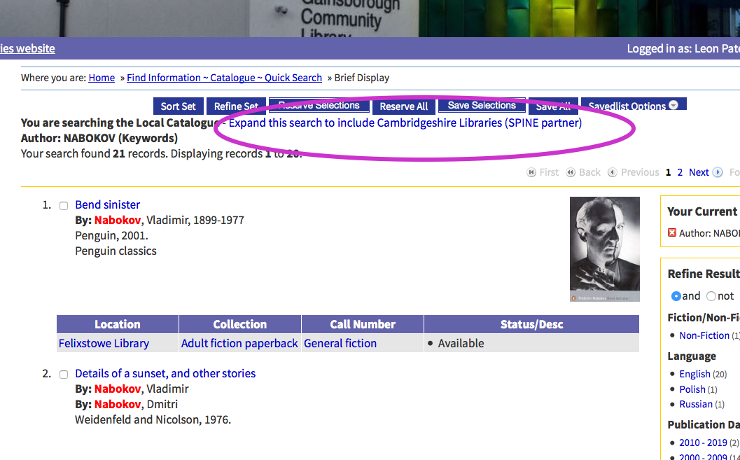 Gainsborough
Community
Library
ies website
Logged in as: Leon Pate
Where you are: Home » Find Information ~ Catalogue ~ Quick Search » Brief Display
Sort Set Refine Set Reserve Selections Reserve All Save Selections Save All Savedlist Options
You are searching the Local Catalogue - Expand this search to include Cambridgeshire Libraries (SPINE partner)
Author: NABOKOV (Keywords)
Your search found 21 records. Displaying records 1 to 20.
First Back Previous 1 2 Next Fo
1. Bend sinister
By: Nabokov, Vladimir, 1899-1977
Penguin, 2001.
Penguin classics
Location Collection Call Number Status/Desc
Felixstowe Library Adult fiction paperback General fiction • Available
2. Details of a sunset, and other stories
By: Nabokov, Vladimir
By: Nabokov, Dmitri
Weidenfeld and Nicolson, 1976.
Your Current
Author: NABO
Refine Result
and not
Fiction/Non-Fi
• Non-Fiction (1
Language
• English (20)
• Polish (1)
• Russian (1)
Publication Da
• 2010 - 2019 (2)
• 2000 - 2009 (14